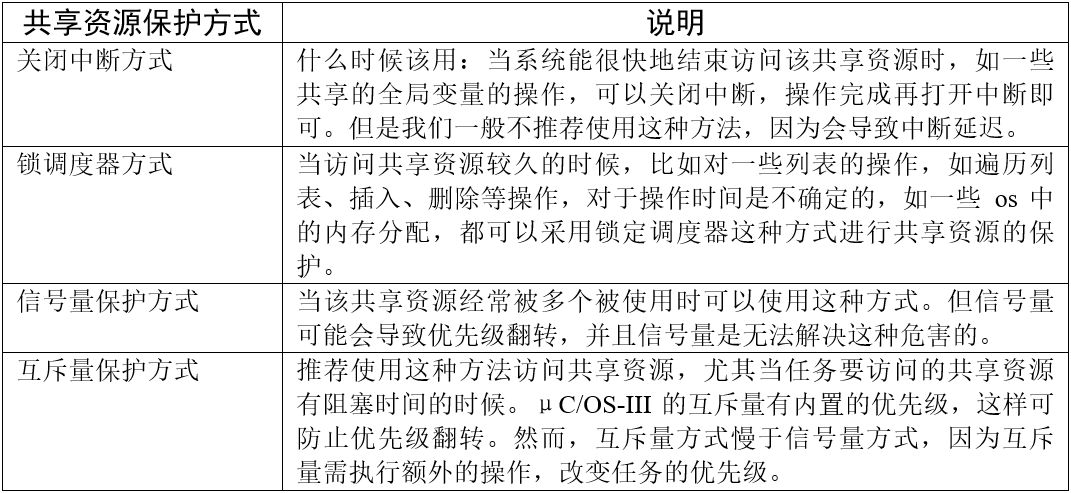 共享资源保护方式 说明
关闭中断方式 什么时候该用：当系统能很快地结束访问该共享资源时，如一些
共享的全局变量的操作，可以关闭中断，操作完成再打开中断即
可。但是我们一般不推荐使用这种方法，因为会导致中断延迟。
锁调度器方式 当访问共享资源较久的时候，比如对一些列表的操作，如遍历列
表、插入、删除等操作，对于操作时间是不确定的，如一些 os 中
的内存分配，都可以采用锁定调度器这种方式进行共享资源的保
护。
信号量保护方式 当该共享资源经常被多个被使用时可以使用这种方式。但信号量
可能会导致优先级翻转，并且信号量是无法解决这种危害的。
互斥量保护方式 推荐使用这种方法访问共享资源，尤其当任务要访问的共享资源
有阻塞时间的时候。μC/OS-III 的互斥量有内置的优先级，这样可
防止优先级翻转。然而，互斥量方式慢于信号量方式，因为互斥
量需执行额外的操作，改变任务的优先级。